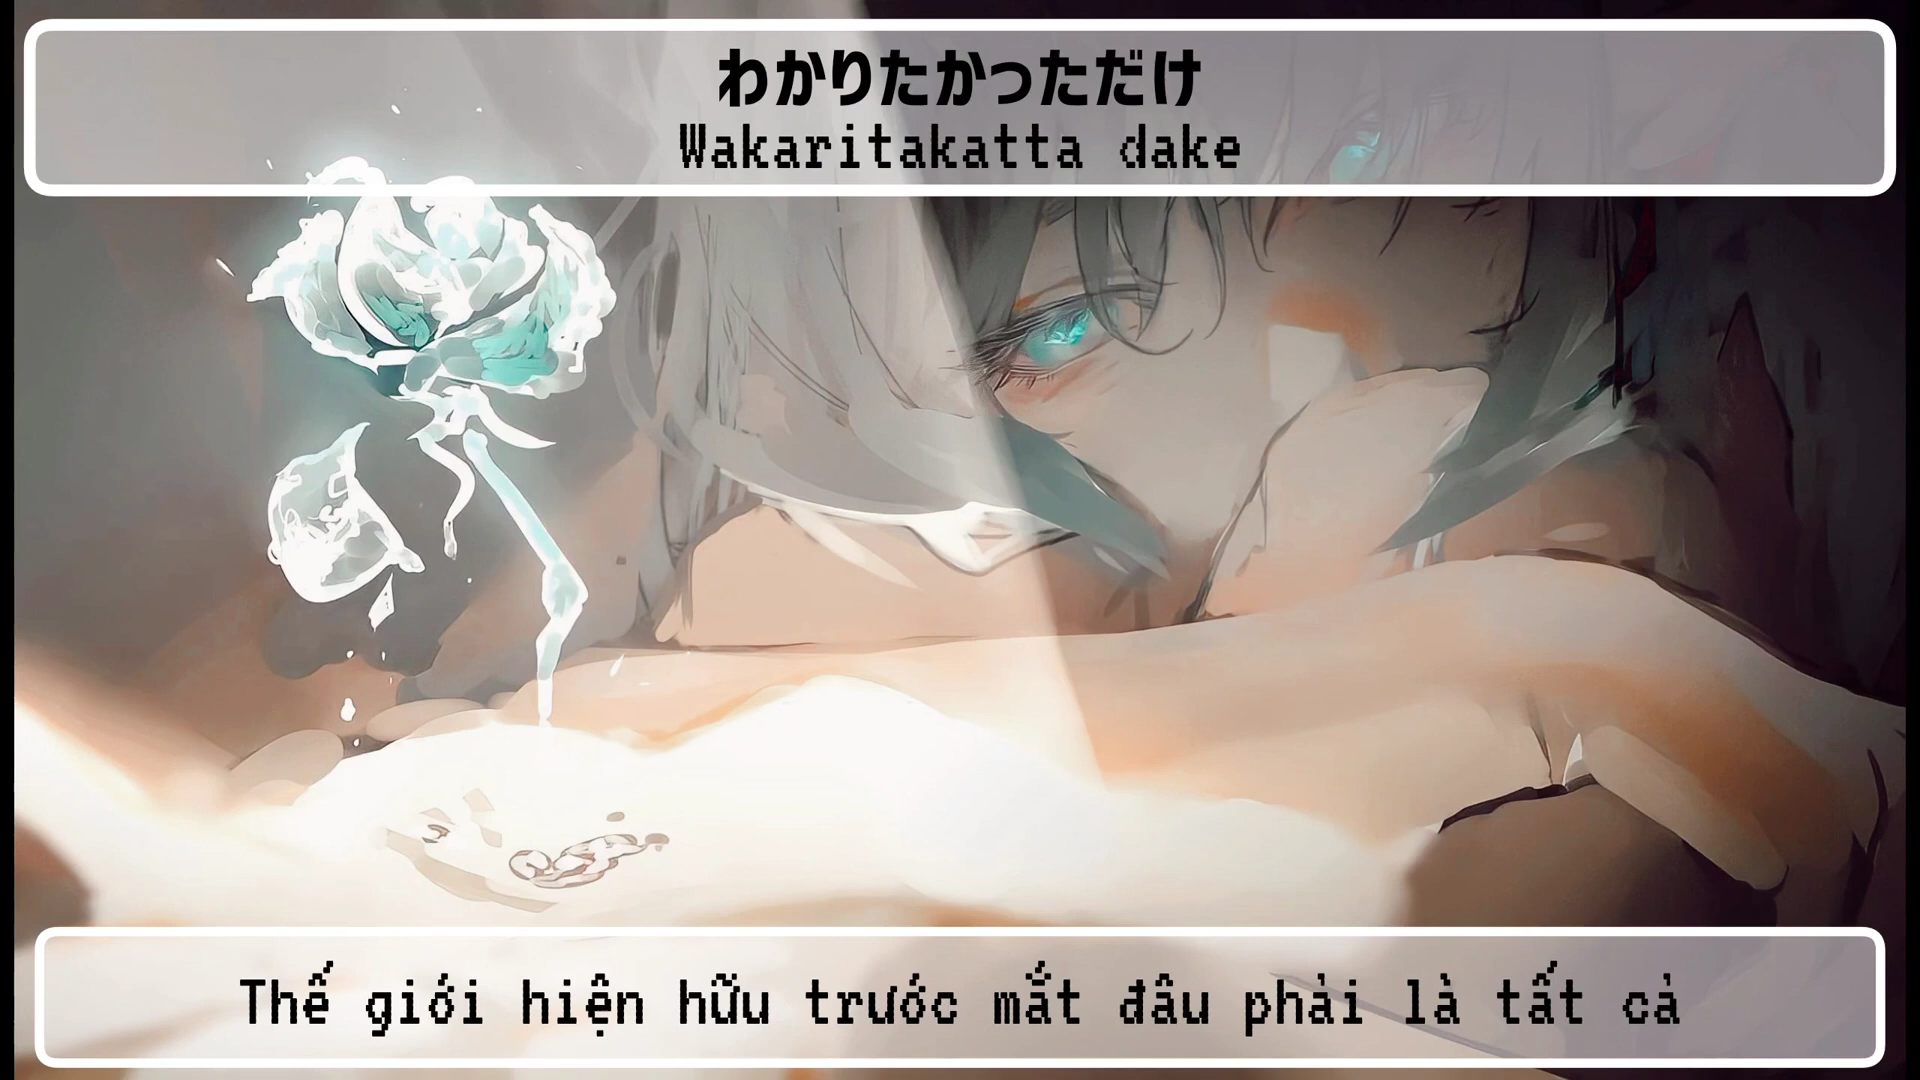 わかりたかっただけ
Wakaritakatta dake
Thế giới hiện hữu trước mắt đâu phải là tất cả